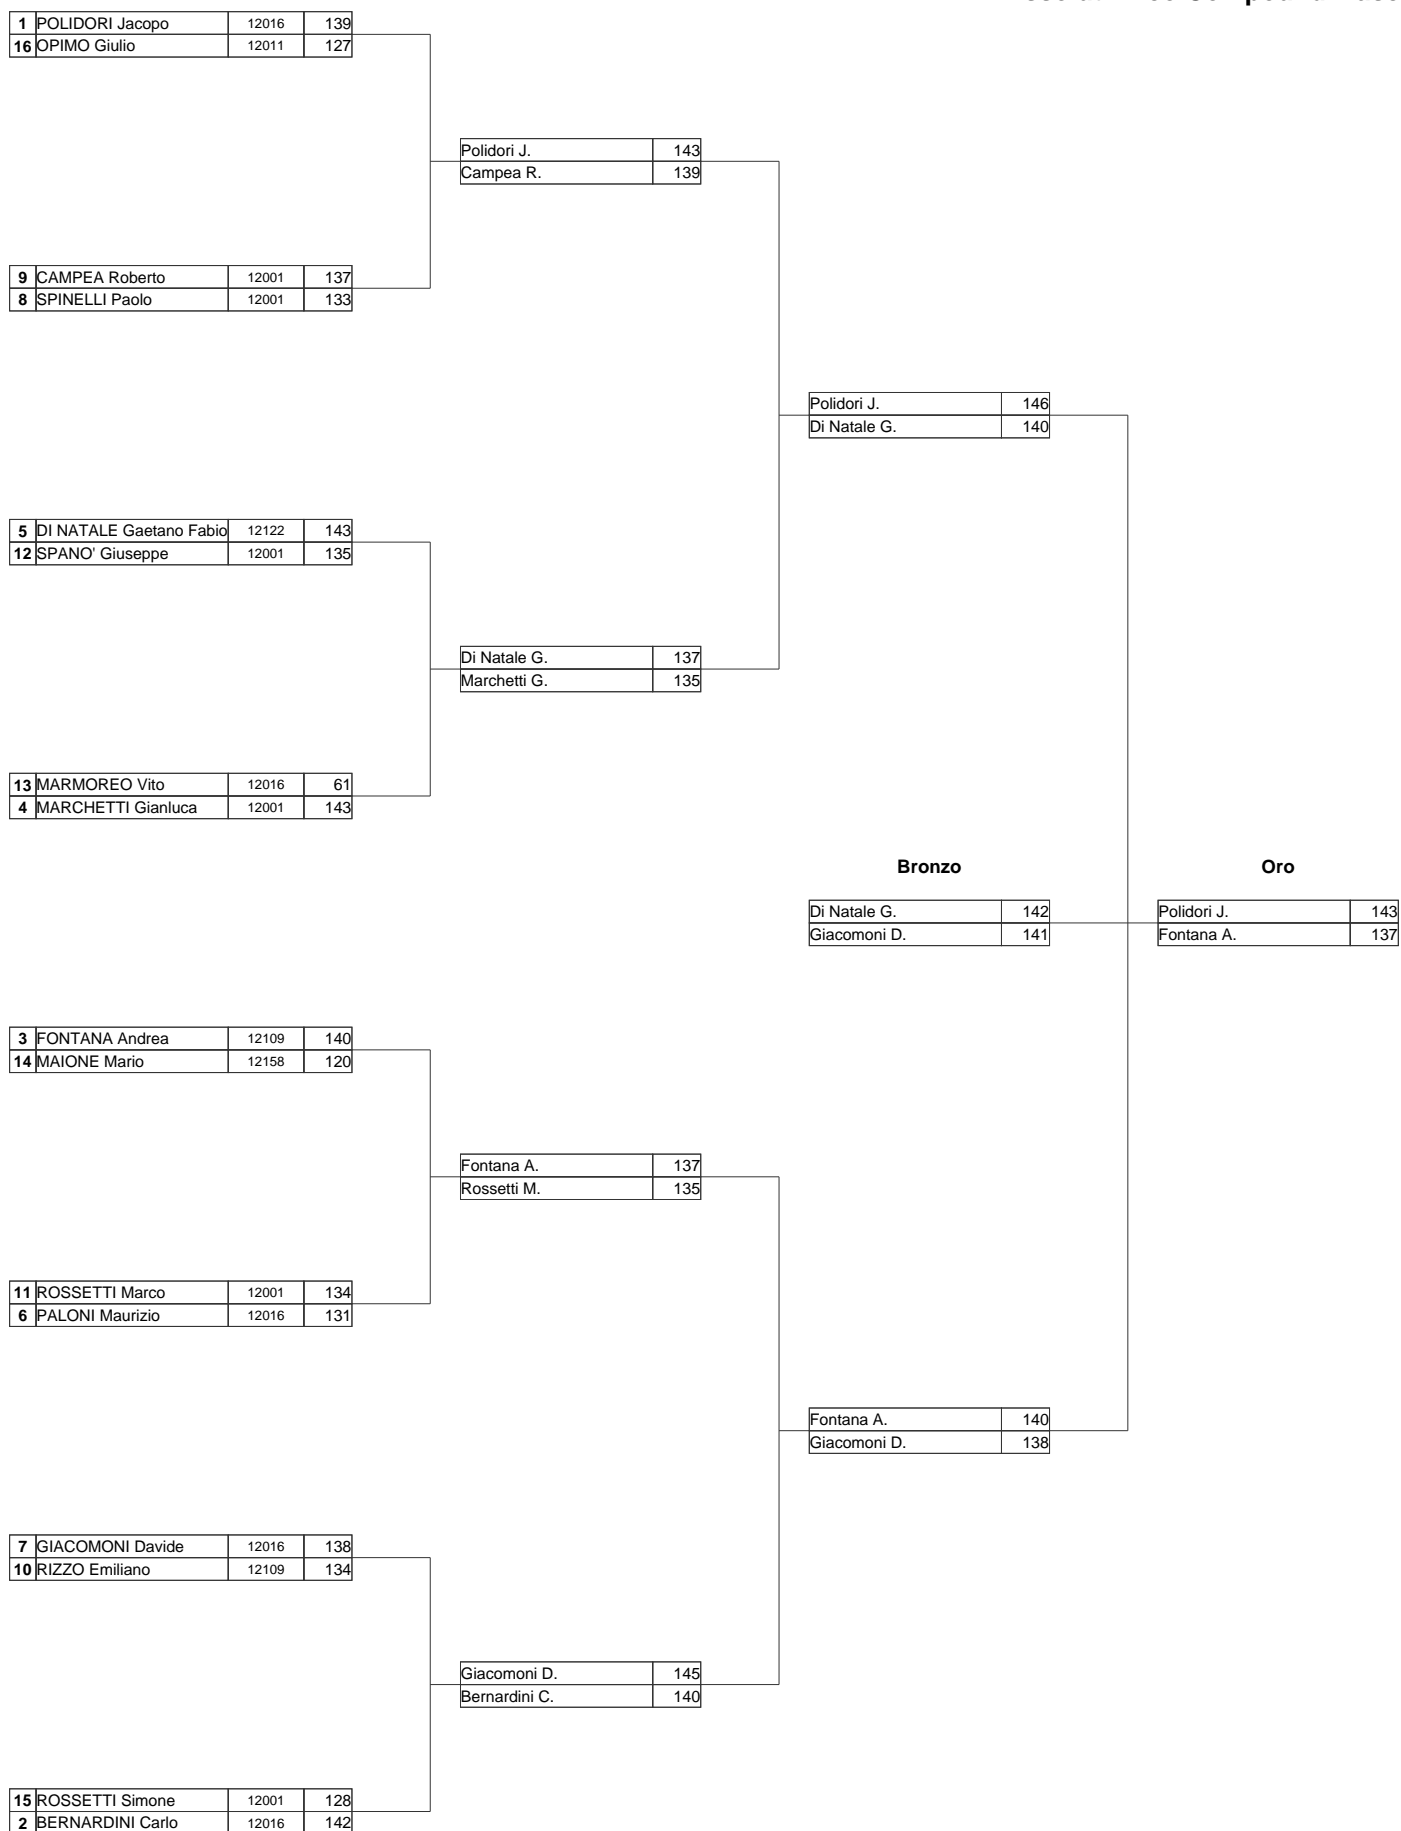 1 POLIDORI Jacopo 12016 139
16 OPIMO Giulio 12011 127
Polidori J. 143
Campea R. 139
9 CAMPEA Roberto 12001 137
8 SPINELLI Paolo 12001 133
Polidori J. 146
Di Natale G. 140
5 DI NATALE Gaetano Fabio 12122 143
12 SPANO' Giuseppe 12001 135
Di Natale G. 137
Marchetti G. 135
13 MARMOREO Vito 12016 61
4 MARCHETTI Gianluca 12001 143
Bronzo Oro
Di Natale G. 142 Polidori J. 143
Giacomoni D. 141 Fontana A. 137
3 FONTANA Andrea 12109 140
14 MAIONE Mario 12158 120
Fontana A. 137
Rossetti M. 135
11 ROSSETTI Marco 12001 134
6 PALONI Maurizio 12016 131
Fontana A. 140
Giacomoni D. 138
7 GIACOMONI Davide 12016 138
10 RIZZO Emiliano 12109 134
Giacomoni D. 145
Bernardini C. 140
15 ROSSETTI Simone 12001 128
2 BERNARDINI Carlo 12016 142